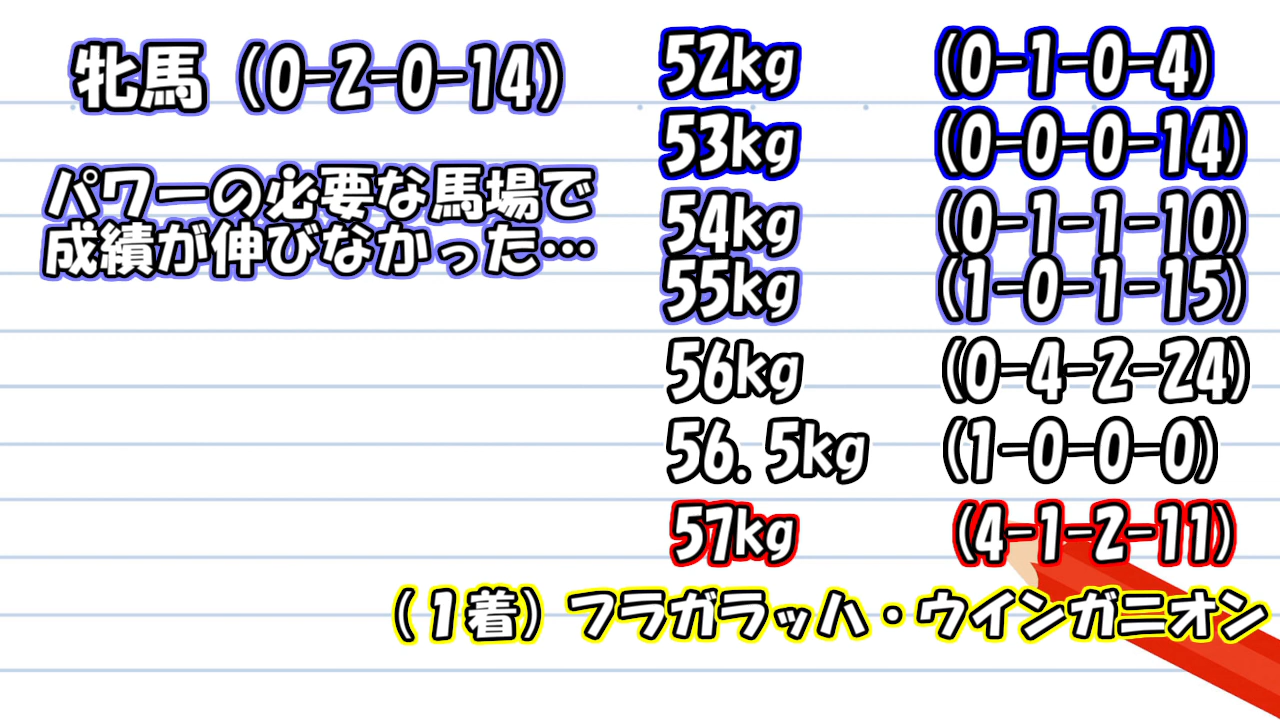 牝馬（0-2-0-14）
パワーの必要な馬場で
成績が伸びなかった…
52kg （0-1-0-4）
53kg （0-0-0-14）
54kg （0-1-1-10）
55kg （1-0-1-15）
56kg （0-4-2-24）
56.5kg （1-0-0-0）
57kg （4-1-2-11）
（1着）フラガラッハ・ウインガニオン